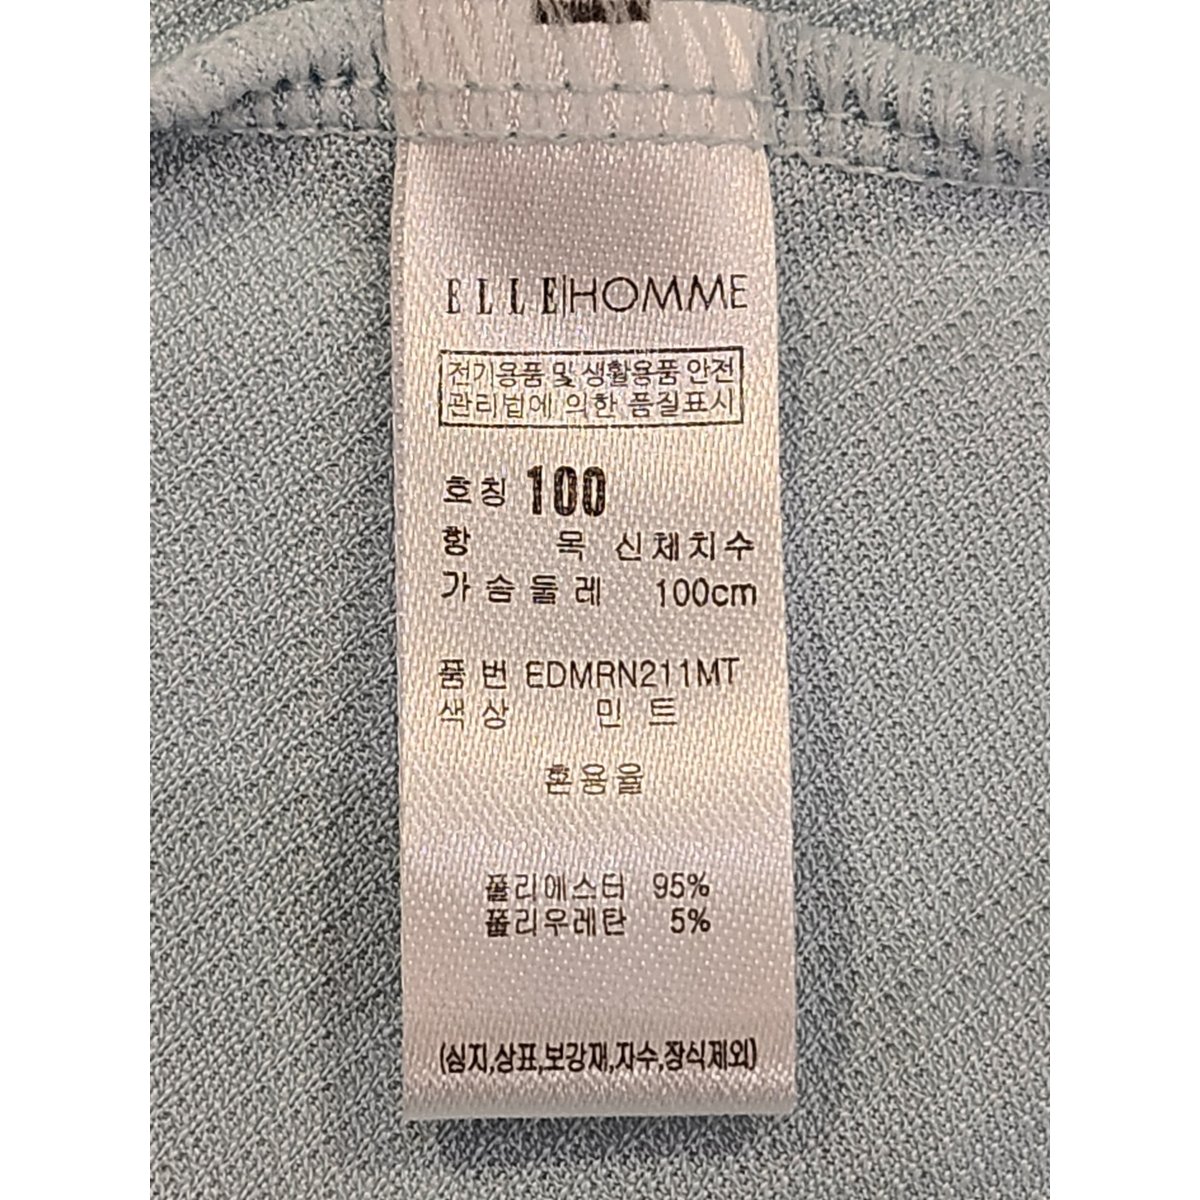 ELLE|HOMME
전기용품 및 생활용품 안전
관리법에 의한 품질표시
호칭 100
항 목 신체치수
가슴둘레 100cm
품번 EDMRN211MT
색상 민트
혼용율
폴리에스터 95%
폴리우레탄 5%
(심지,상표,보강재,자수,장식제외)